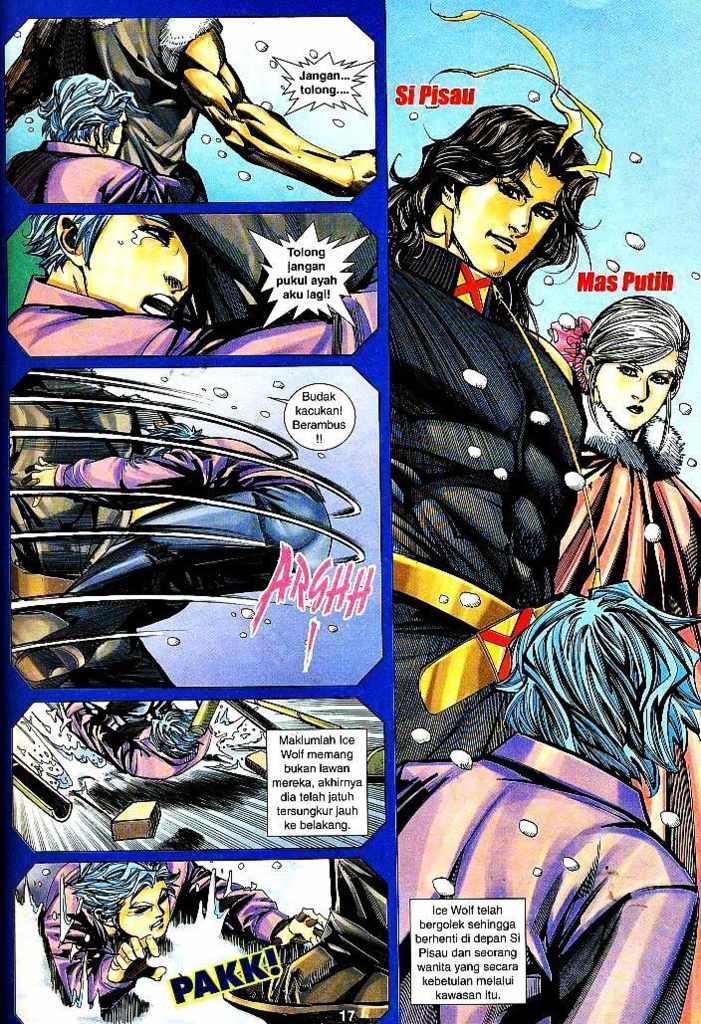 Jangan...
tolong....
Tolong
jangan
pukul ayah
aku lagi!
Budak
kacukan!
Berambus
!!
ARGHH
!
Maklumlah Ice
Wolf memang
bukan lawan
mereka, akhirnya
dia telah jatuh
tersungkur jauh
ke belakang.
PAKK!
17
Si Pisau
Mas Putih
Ice Wolf telah
bergolek sehingga
berhenti di depan Si
Pisau dan seorang
wanita yang secara
kebetulan melalui
kawasan itu.